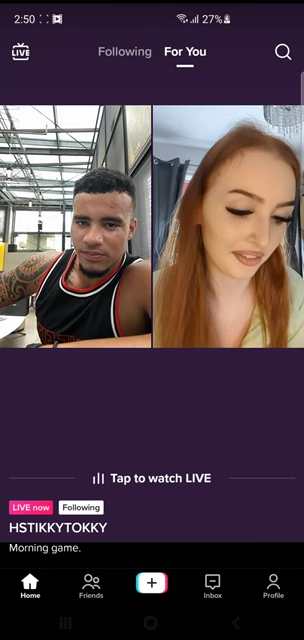 2:50
27%
LIVE
Following For You
Tap to watch LIVE
LIVE now Following
HSTIKKYTOKKY
Morning game.
Home Friends Inbox Profile